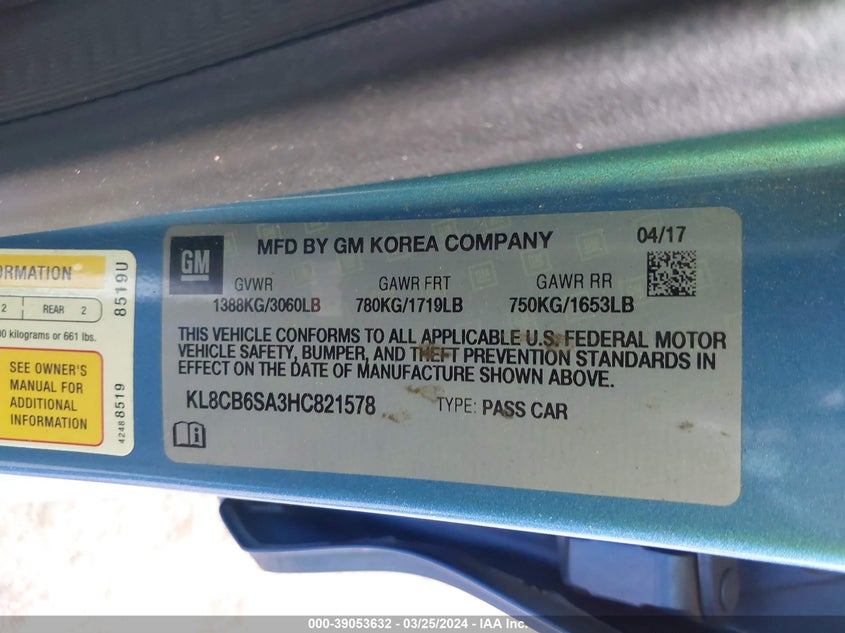 GM
MFD BY GM KOREA COMPANY
04/17
GVWR
GAWR FRT
GAWR RR
1388KG/3060LB
780KG/1719LB
750KG/1653LB
THIS VEHICLE CONFORMS TO ALL APPLICABLE U.S. FEDERAL MOTOR
VEHICLE SAFETY, BUMPER, AND THEFT PREVENTION STANDARDS IN
EFFECT ON THE DATE OF MANUFACTURE SHOWN ABOVE.
KL8CB6SA3HC821578
TYPE: PASS CAR
2 REAR 2
kilograms or 661 lbs.
SEE OWNER'S
MANUAL FOR
ADDITIONAL
INFORMATION
8519U
42488519
000-39053632 - 03/25/2024 - IAA Inc.